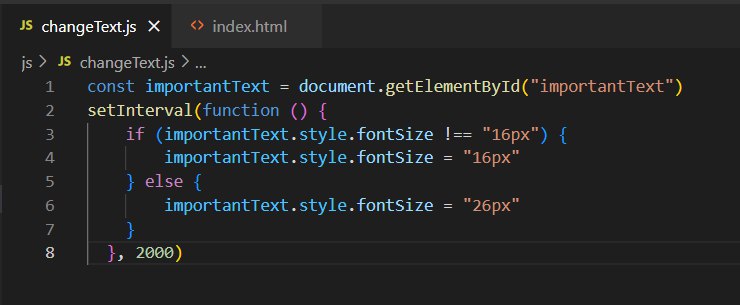 JS changeText.js × <> index.html
js > JS changeText.js > ...
1 const importantText = document.getElementById("importantText")
2 setInterval(function () {
3     if (importantText.style.fontSize !== "16px") {
4         importantText.style.fontSize = "16px"
5     } else {
6         importantText.style.fontSize = "26px"
7     }
8   }, 2000)